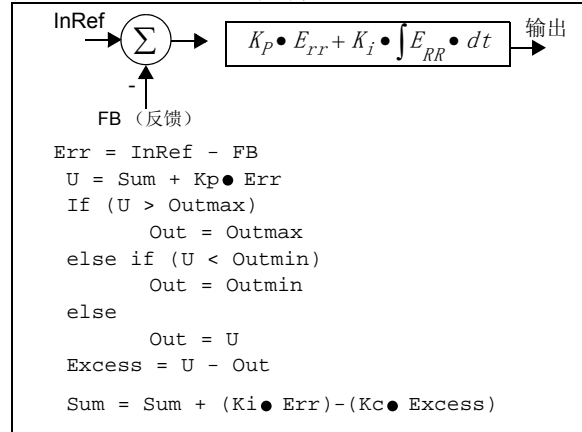 InRef
∑
K_P • E_rr + K_i • ∫ E_RR • dt
输出
-
FB （反馈）
Err = InRef - FB
U = Sum + Kp● Err
If (U > Outmax)
Out = Outmax
else if (U < Outmin)
Out = Outmin
else
Out = U
Excess = U - Out
Sum = Sum + (Ki● Err)-(Kc● Excess)